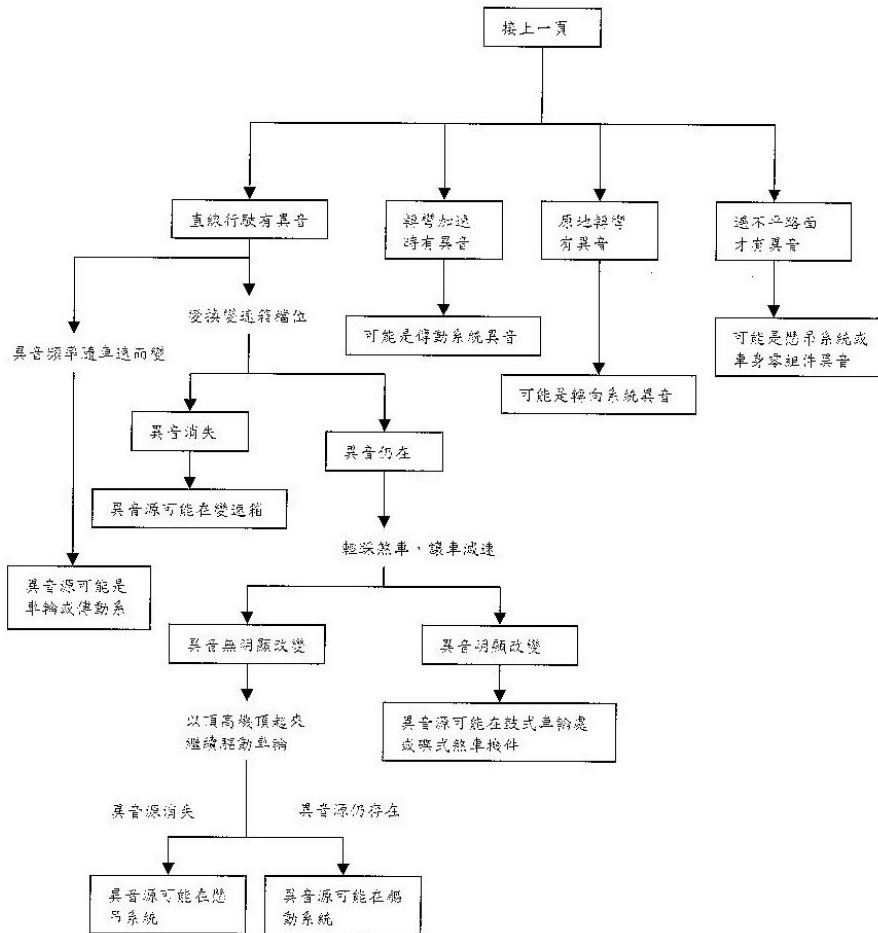 接上一頁
直線行駛有異音
轉彎加速
時有異音
原地轉彎
有異音
過不平路面
才有異音
變換變速箱檔位
異音頻率隨車速而變
可能是傳動系統異音
可能是懸吊系統或
車身零組件異音
可能是轉向系統異音
異音消失
異音仍在
異音源可能在變速箱
輕踩煞車，讓車減速
異音源可能是
車輪或傳動系
異音無明顯改變
異音明顯改變
以頂高機頂起來
繼續驅動車輪
異音源可能在鼓式車輪處
或碟式煞車機件
異音源消失
異音源仍存在
異音源可能在懸
吊系統
異音源可能在驅
動系統